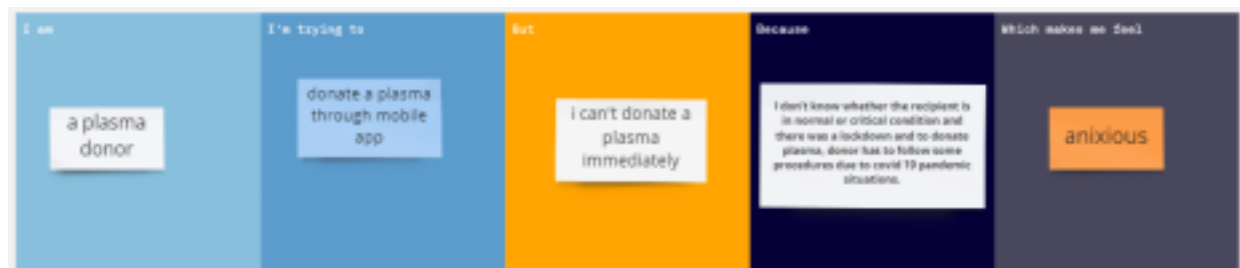 I am
a plasma
donor
I'm trying to
donate a plasma
through mobile
app
But
i can't donate a
plasma
immediately
Because
I don't know whether the recipient is
in normal or critical condition and
there was a lockdown and to donate
plasma, donor has to follow some
procedures due to covid 19 pandemic
situations.
Which makes me feel
anixious